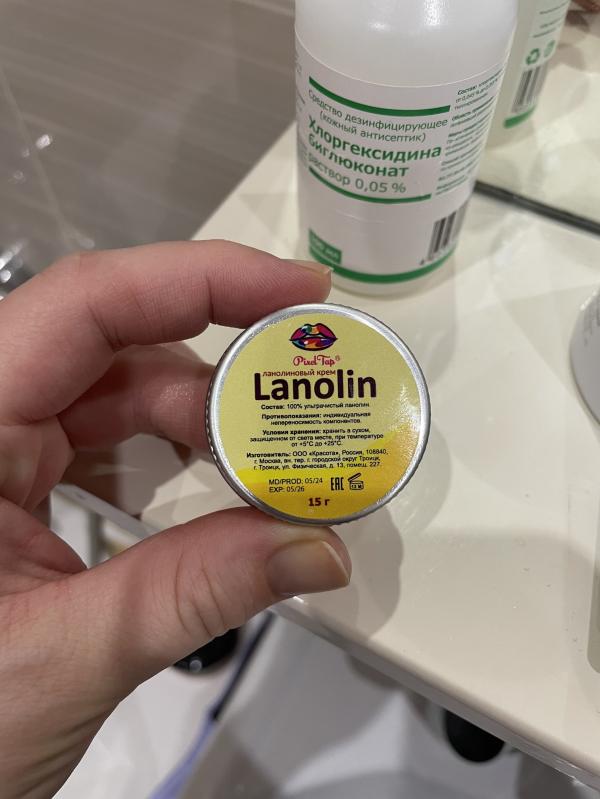 Средство дезинфицирующее
(кожный антисептик)
Хлоргексидина
биглюконат
раствор 0,05 %
Pixel Tap®
ланолиновый крем
Lanolin
Состав: 100% ультрачистый ланолин.
Противопоказания: индивидуальная
непереносимость компонентов.
Условия хранения: хранить в сухом,
защищенном от света месте, при температуре
от +5°С до +25°С.
Изготовитель: ООО «Красота», Россия, 108840,
г. Москва, вн. тер. г. городской округ Троицк,
г. Троицк, ул. Физическая, д. 13, помещ. 227.
MD/PROD: 05/24
EXP: 05/26
EAC
15 г